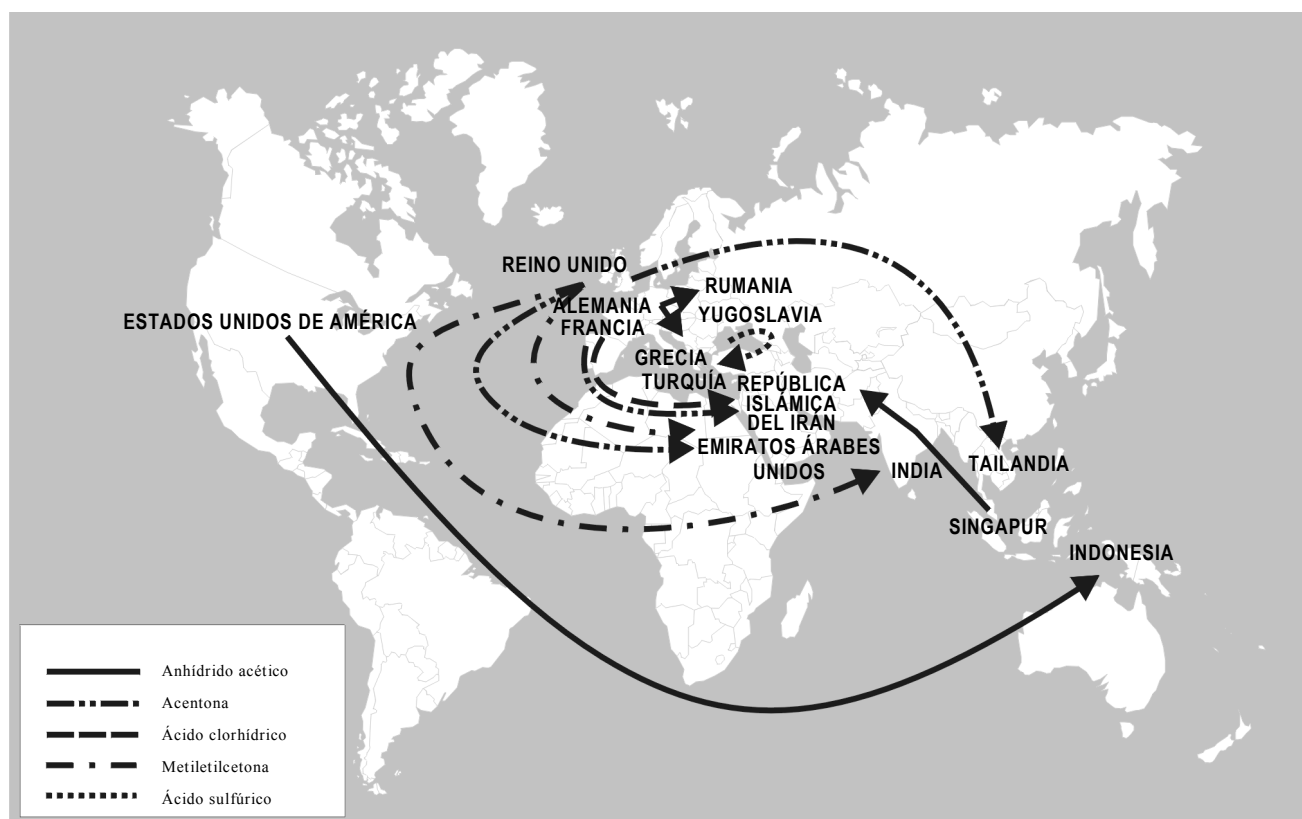 REINO UNIDO
RUMANIA
ALEMANIA
YUGOSLAVIA
ESTADOS UNIDOS DE AMÉRICA
FRANCIA
GRECIA
TURQUÍA
REPÚBLICA
ISLÁMICA
DEL IRÁN
EMIRATOS ÁRABES
UNIDOS
INDIA
TAILANDIA
SINGAPUR
INDONESIA
Anhídrido acético
Acentona
Ácido clorhídrico
Metiletilcetona
Ácido sulfúrico